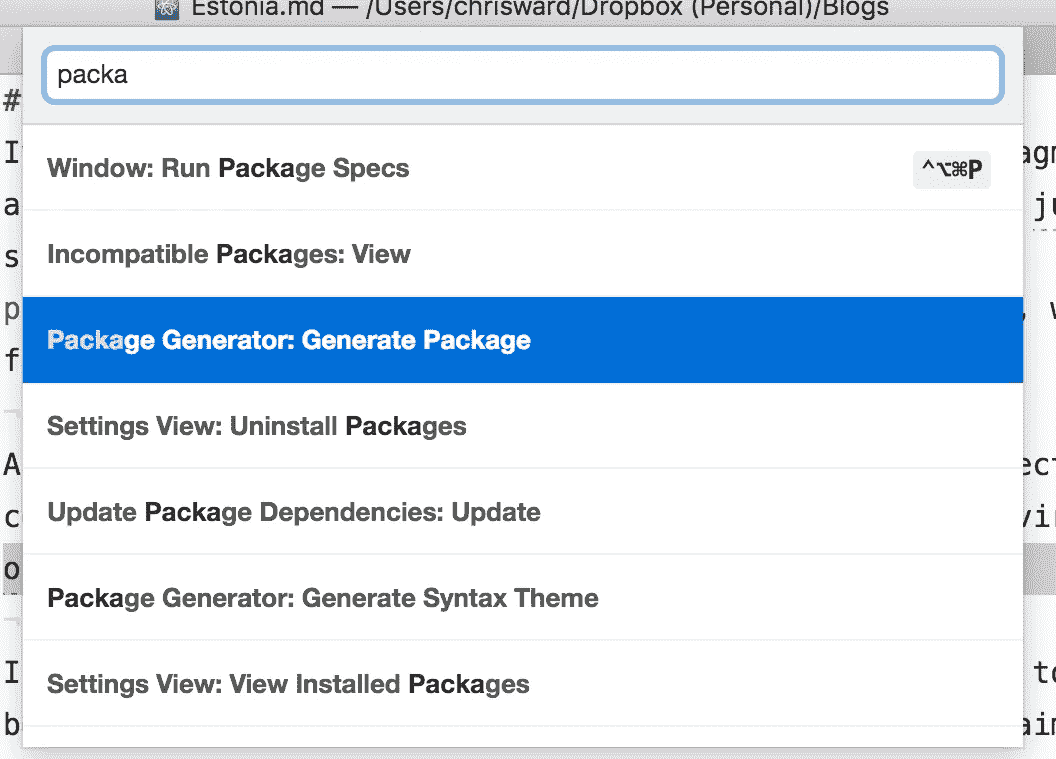 Estonia.md — /Users/chrisward/Dropbox (Personal)/Blogs
packa
Window: Run Package Specs ^⌥⌘P
Incompatible Packages: View
Package Generator: Generate Package
Settings View: Uninstall Packages
Update Package Dependencies: Update
Package Generator: Generate Syntax Theme
Settings View: View Installed Packages